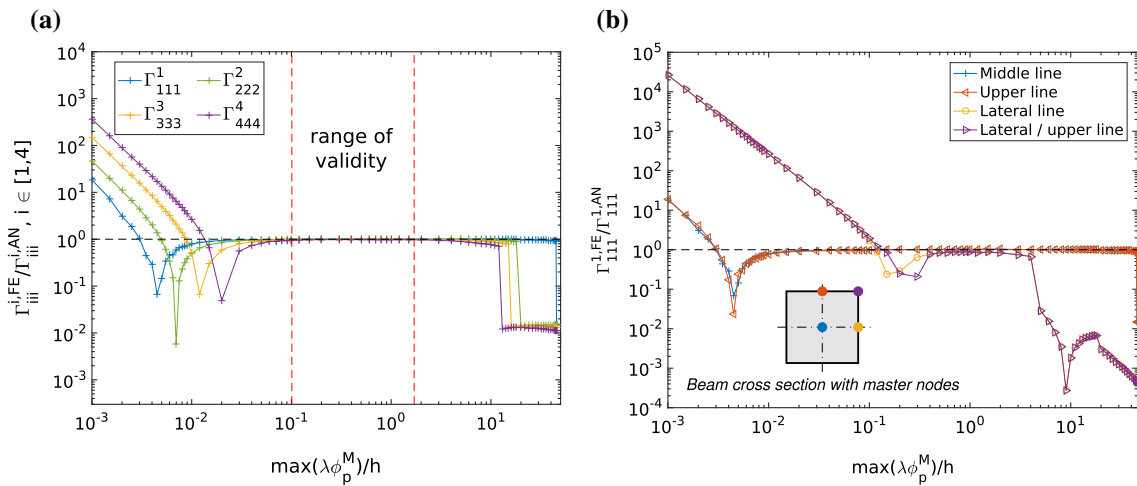 (a)
10^4
10^3
10^2
10^1
10^0
10^-1
10^-2
10^-3
Γ^{i,FE}_{iii}/Γ^{i,AN}_{iii} , i ∈ [1,4]
Γ^1_{111} Γ^2_{222}
Γ^3_{333} Γ^4_{444}
range of
validity
10^-3 10^-2 10^-1 10^0 10^1
max(λϕ_p^M)/h
(b)
10^5
10^4
10^3
10^2
10^1
10^0
10^-1
10^-2
10^-3
10^-4
Γ^{1,FE}_{111}/Γ^{1,AN}_{111}
Middle line
Upper line
Lateral line
Lateral / upper line
Beam cross section with master nodes
10^-3 10^-2 10^-1 10^0 10^1
max(λϕ_p^M)/h